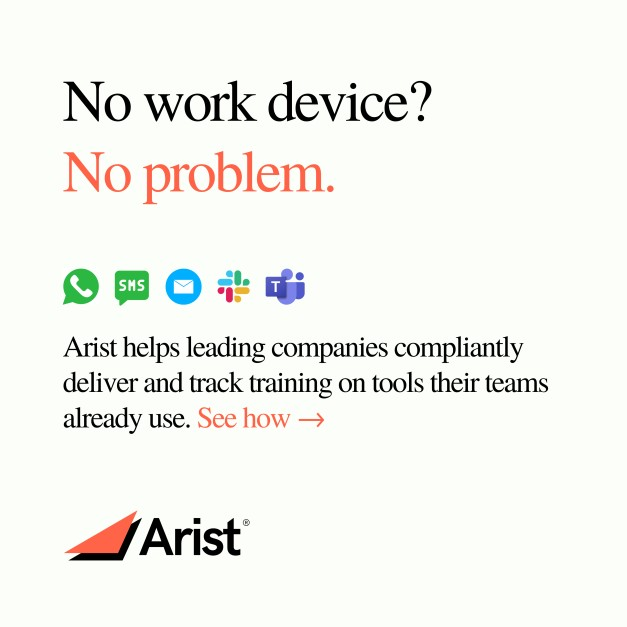 No work device?
No problem.
SMS
T
Arist helps leading companies compliantly
deliver and track training on tools their teams
already use. See how →
Arist®